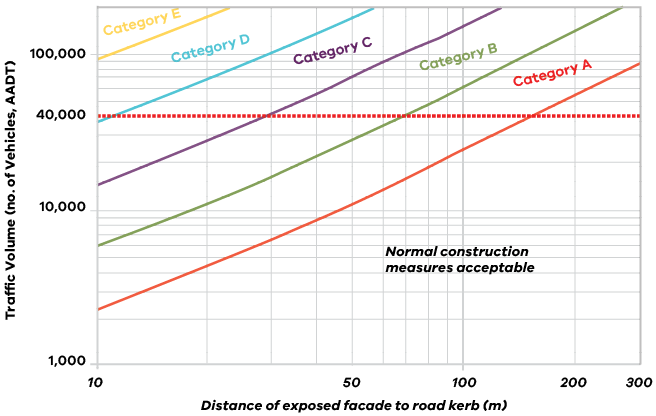 Category E
Category D
Category C
Category B
Category A
Traffic Volume (no. of Vehicles, AADT)
100,000
40,000
10,000
1,000
Normal construction
measures acceptable
10
50
100
200
300
Distance of exposed facade to road kerb (m)